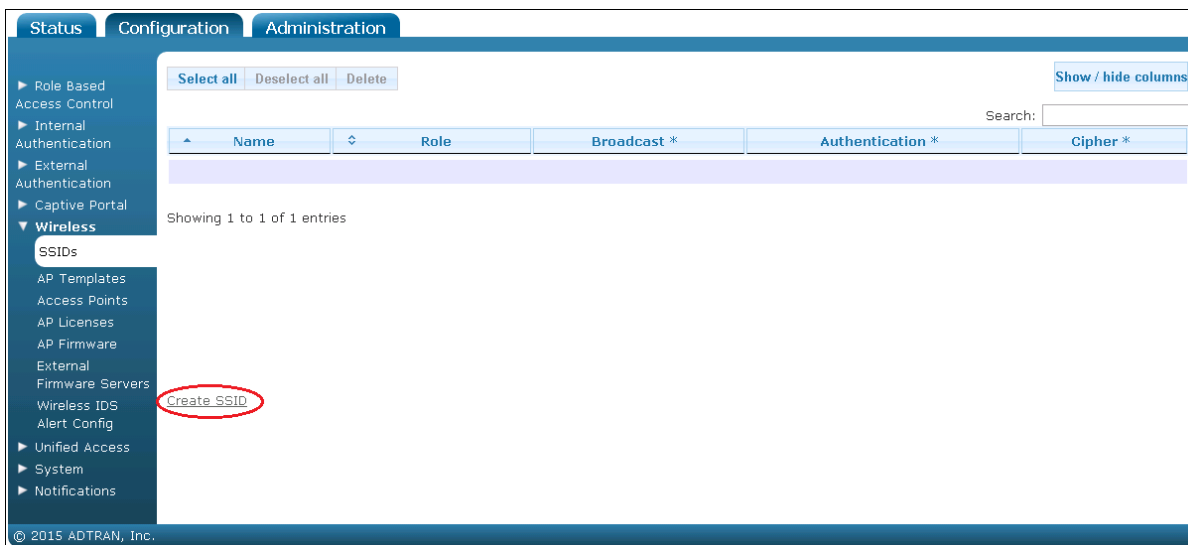 Status Configuration Administration
► Role Based
Access Control
► Internal
Authentication
► External
Authentication
► Captive Portal
▼ Wireless
SSIDs
AP Templates
Access Points
AP Licenses
AP Firmware
External
Firmware Servers
Wireless IDS
Alert Config
► Unified Access
► System
► Notifications
Select all Deselect all Delete
Show / hide columns
Search:
Name Role Broadcast * Authentication * Cipher *
Showing 1 to 1 of 1 entries
Create SSID
© 2015 ADTRAN, Inc.